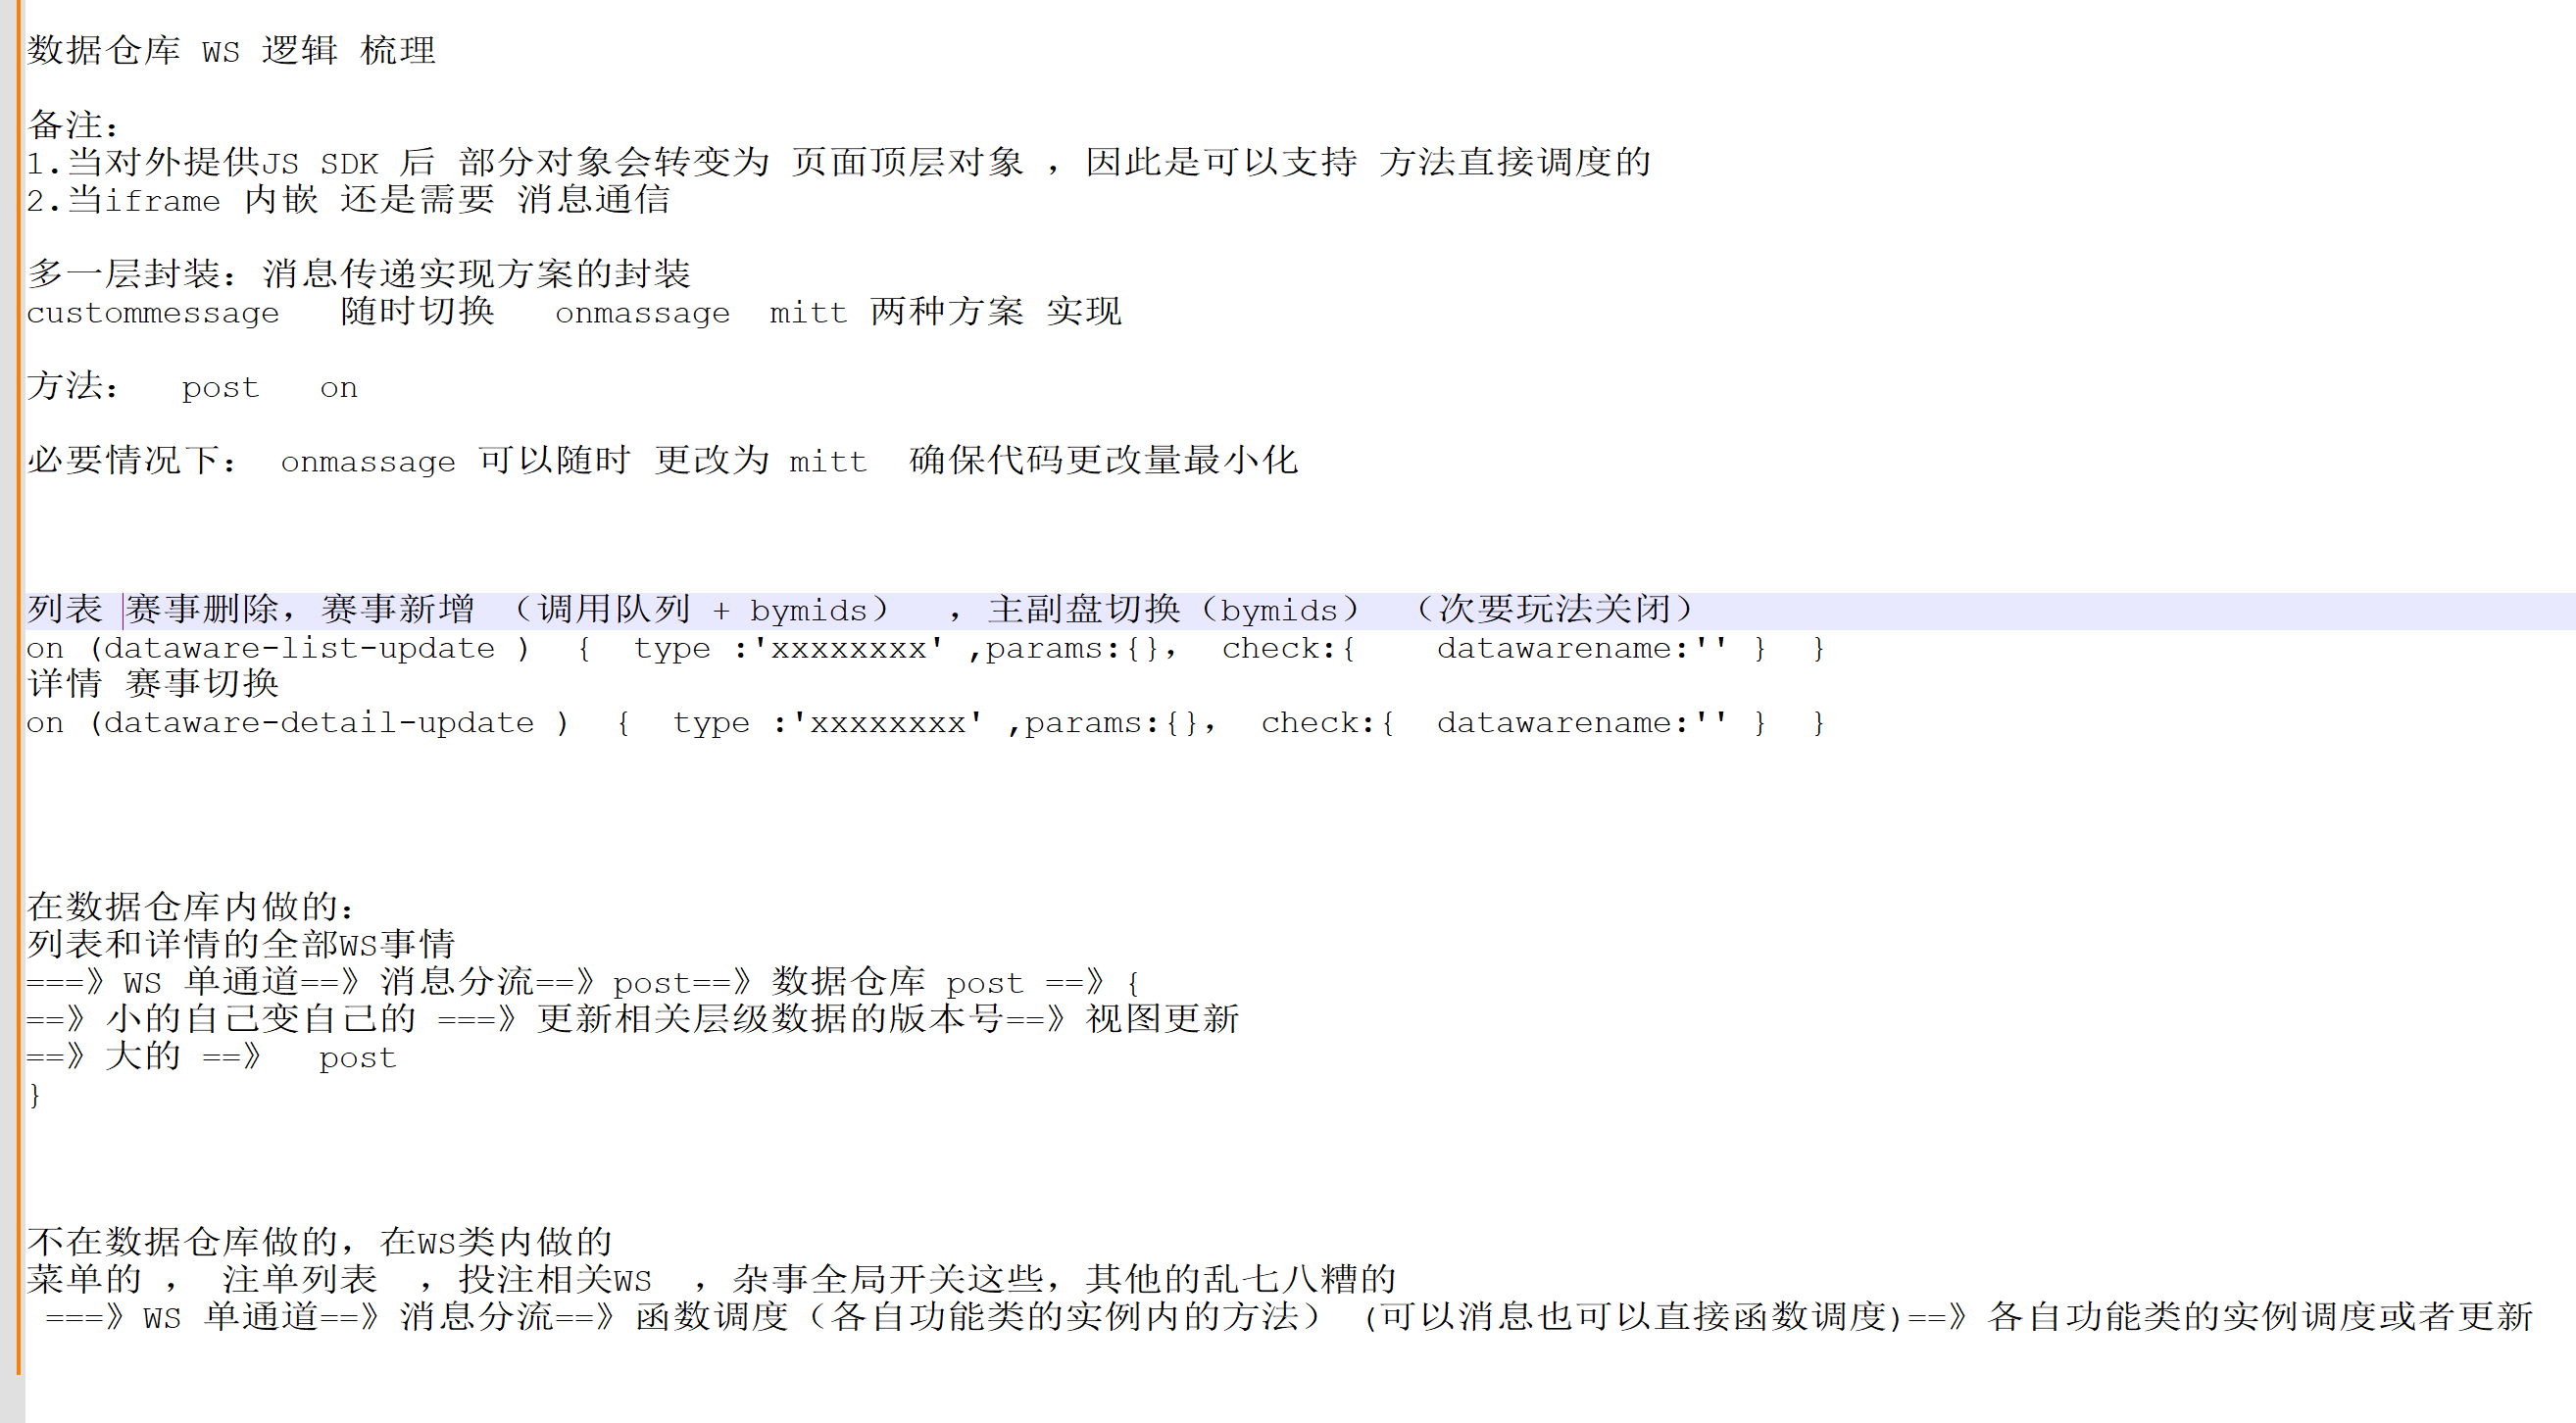 数据仓库 WS 逻辑 梳理
备注：
1.当对外提供JS SDK 后 部分对象会转变为 页面顶层对象 ，因此是可以支持 方法直接调度的
2.当iframe 内嵌 还是需要 消息通信
多一层封装：消息传递实现方案的封装
custommessage   随时切换   onmassage  mitt 两种方案 实现
方法：  post   on
必要情况下： onmassage 可以随时 更改为 mitt  确保代码更改量最小化
列表 赛事删除，赛事新增 （调用队列 + bymids）  ，主副盘切换（bymids） （次要玩法关闭）
on (dataware-list-update )  {  type :'xxxxxxxx' ,params:{}，  check:{    datawarename:'' }  }
详情 赛事切换
on (dataware-detail-update )  {  type :'xxxxxxxx' ,params:{}，  check:{  datawarename:'' }  }
在数据仓库内做的：
列表和详情的全部WS事情
===》WS 单通道==》消息分流==》post==》数据仓库 post ==》{
==》小的自己变自己的 ===》更新相关层级数据的版本号==》视图更新
==》大的 ==》  post
}
不在数据仓库做的，在WS类内做的
菜单的 ， 注单列表  ，投注相关WS  ，杂事全局开关这些，其他的乱七八糟的
===》WS 单通道==》消息分流==》函数调度（各自功能类的实例内的方法） (可以消息也可以直接函数调度)==》各自功能类的实例调度或者更新